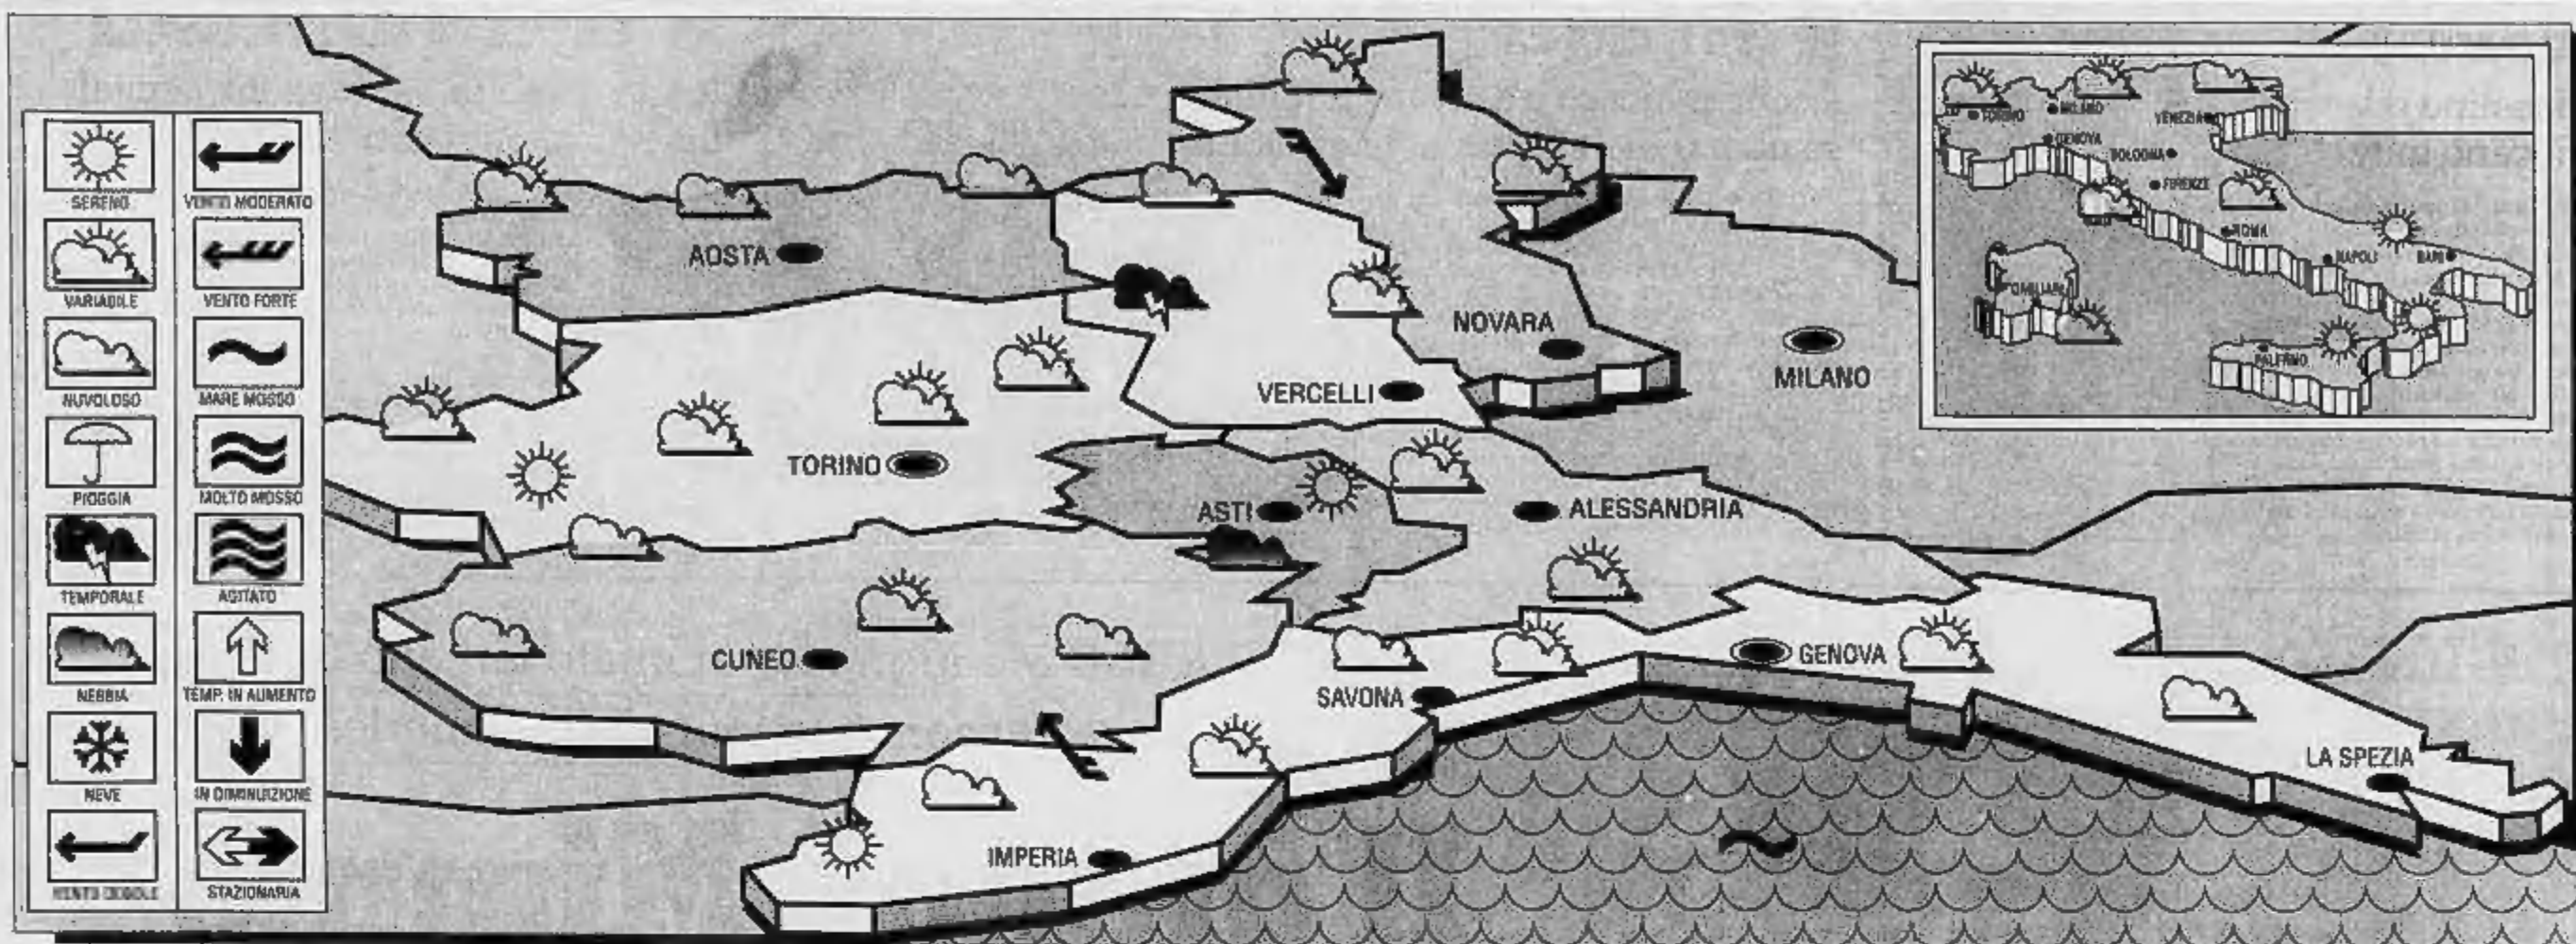 SERENO
VARIABILE
NUVOLOSO
PIOGGIA
TEMPORALE
NEBBIA
NEVE
VENTO DEBOLE
VENTO MODERATO
VENTO FORTE
MARE MOSSO
MOLTO MOSSO
AGITATO
TEMP. IN AUMENTO
IN DIMINUIZIONE
STAZIONARIA
AOSTA
NOVARA
VERCELLI
MILANO
TORINO
ASTI
ALESSANDRIA
CUNEO
GENOVA
SAVONA
LA SPEZIA
IMPERIA
TORINO
MILANO
VENEZIA
GENOVA
BOLOGNA
FIRENZE
ROMA
NAPOLI
BARI
PALERMO